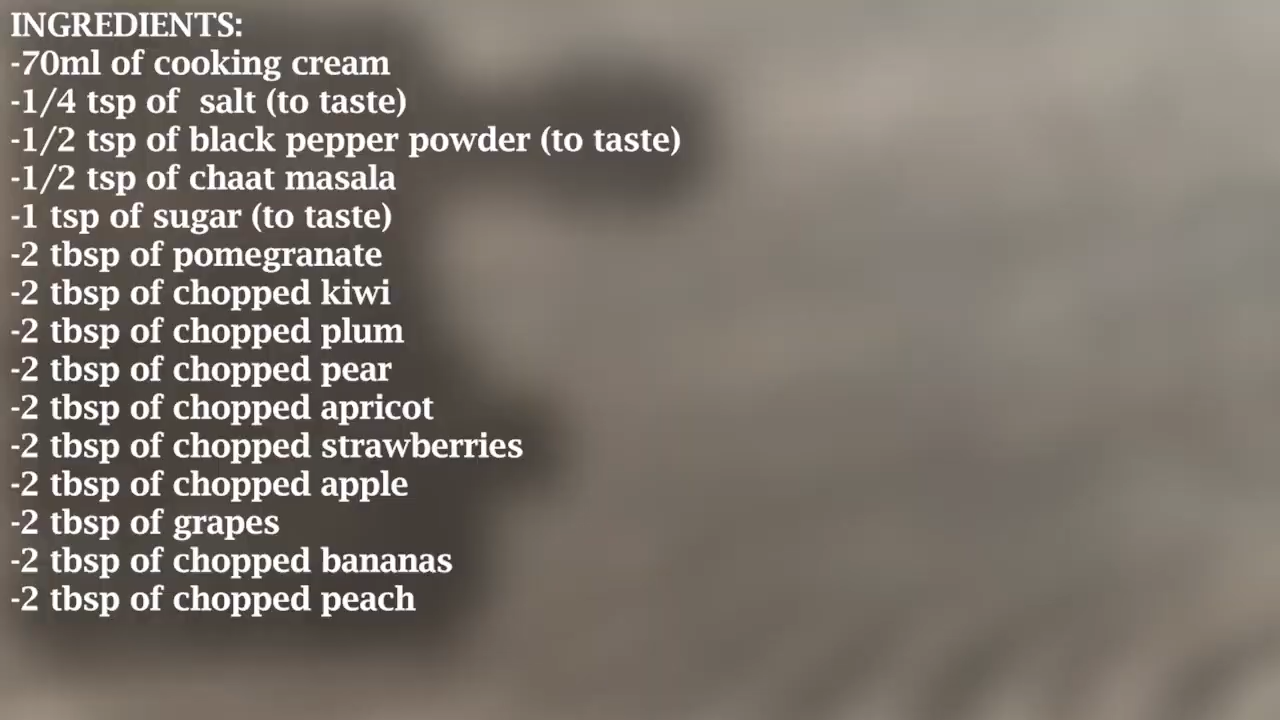 INGREDIENTS:
-70ml of cooking cream
-1/4 tsp of  salt (to taste)
-1/2 tsp of black pepper powder (to taste)
-1/2 tsp of chaat masala
-1 tsp of sugar (to taste)
-2 tbsp of pomegranate
-2 tbsp of chopped kiwi
-2 tbsp of chopped plum
-2 tbsp of chopped pear
-2 tbsp of chopped apricot
-2 tbsp of chopped strawberries
-2 tbsp of chopped apple
-2 tbsp of grapes
-2 tbsp of chopped bananas
-2 tbsp of chopped peach